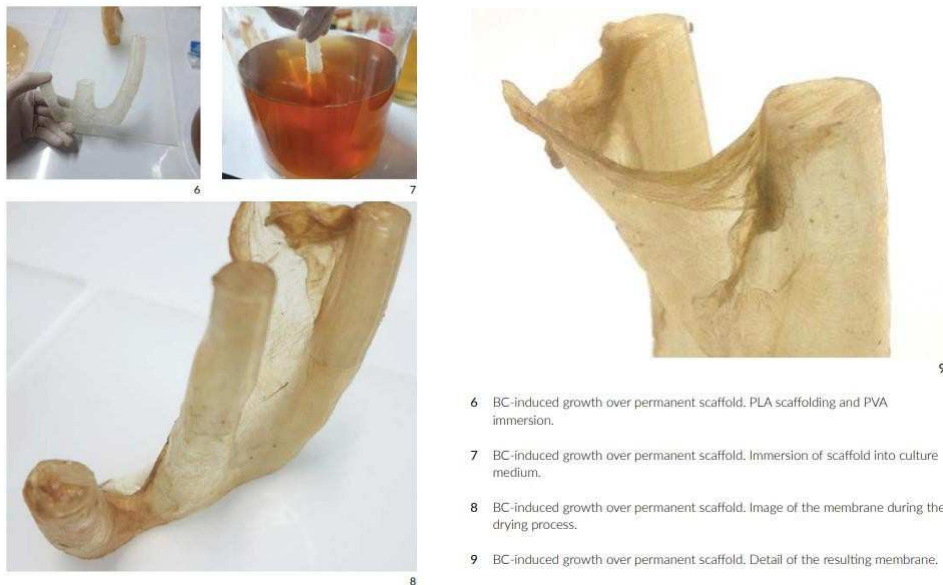 6
7
8
9
6 BC-induced growth over permanent scaffold. PLA scaffolding and PVA
immersion.
7 BC-induced growth over permanent scaffold. Immersion of scaffold into culture
medium.
8 BC-induced growth over permanent scaffold. Image of the membrane during the
drying process.
9 BC-induced growth over permanent scaffold. Detail of the resulting membrane.